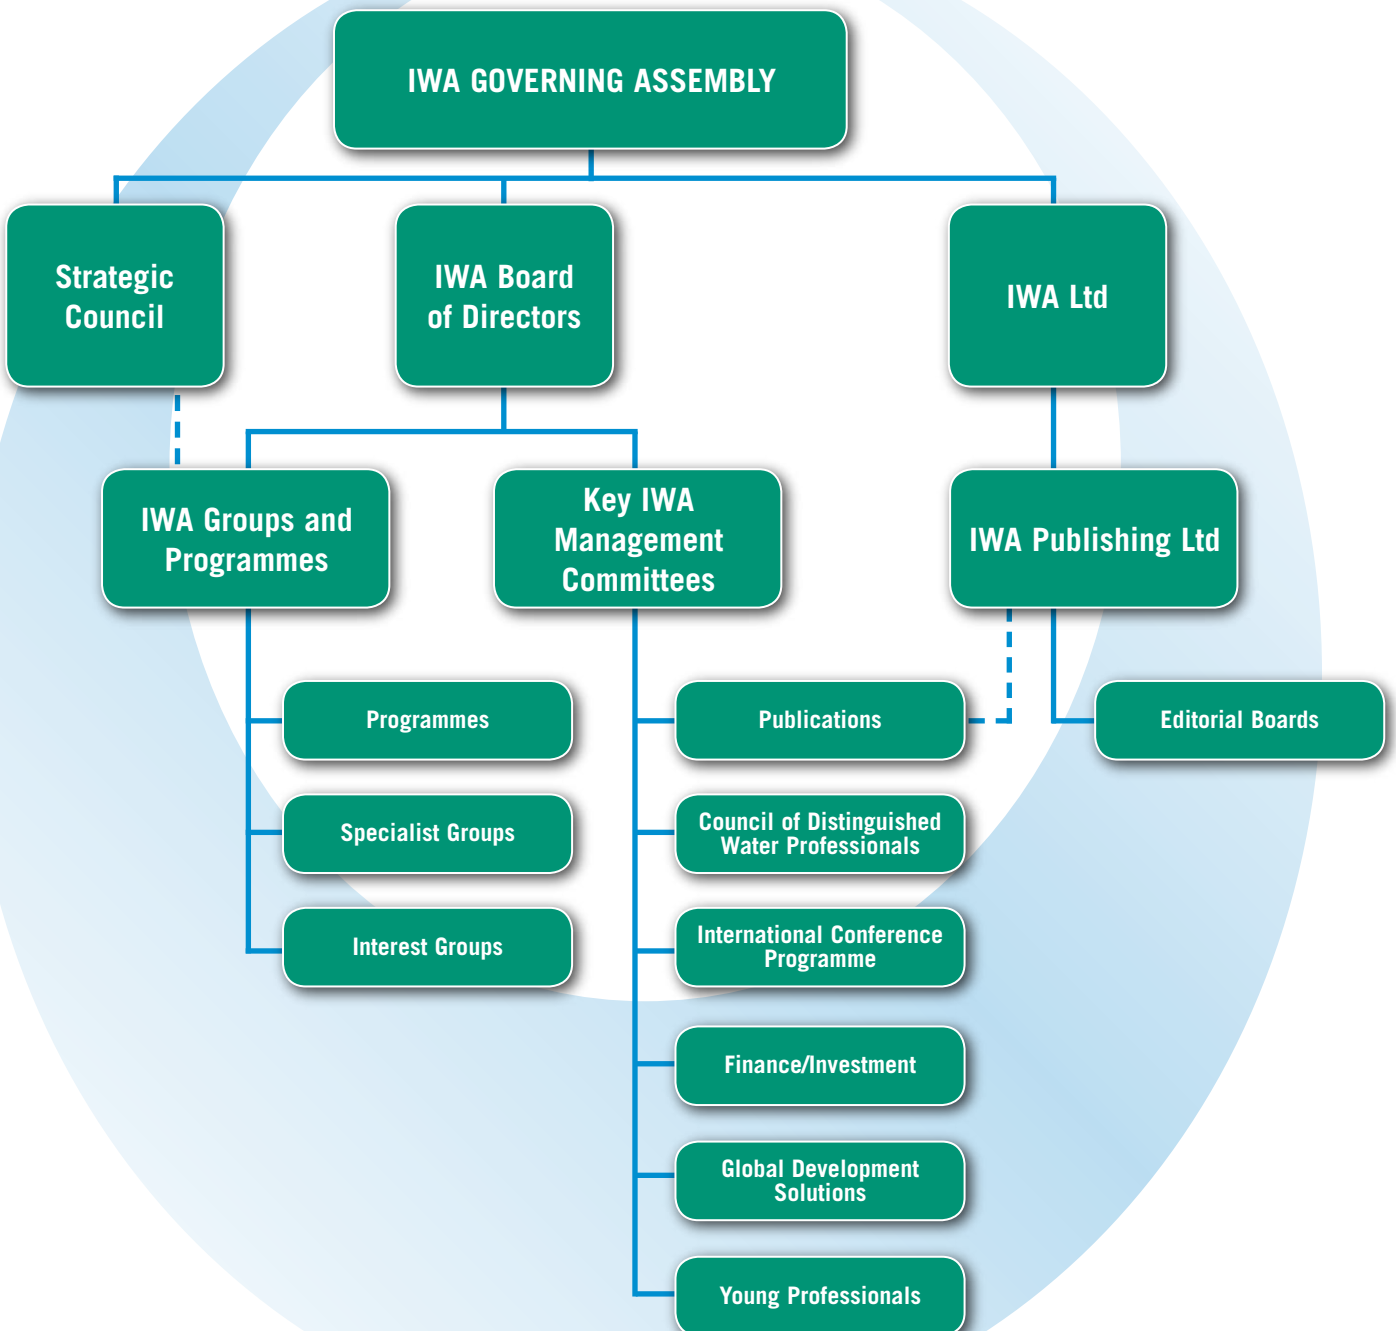 IWA GOVERNING ASSEMBLY
Strategic
Council
IWA Board
of Directors
IWA Ltd
IWA Groups and
Programmes
Key IWA
Management
Committees
IWA Publishing Ltd
Programmes
Publications
Editorial Boards
Specialist Groups
Council of Distinguished
Water Professionals
Interest Groups
International Conference
Programme
Finance/Investment
Global Development
Solutions
Young Professionals